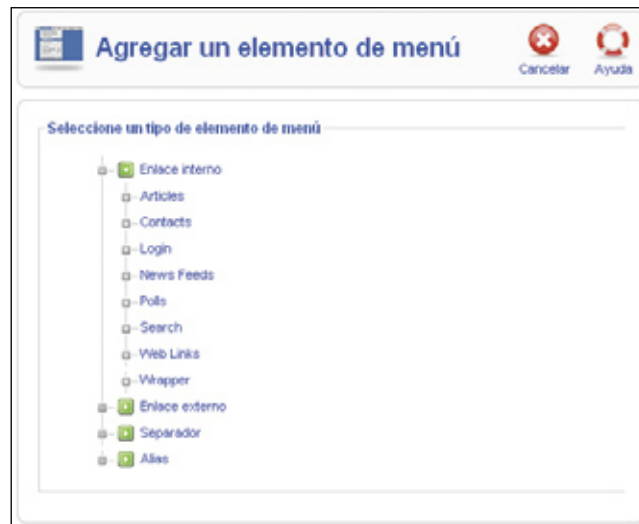 Agregar un elemento de menú
Cancelar
Ayuda
Seleccione un tipo de elemento de menú
Enlace interno
Articles
Contacts
Login
News Feeds
Polls
Search
Web Links
Wrapper
Enlace externo
Separador
Alias